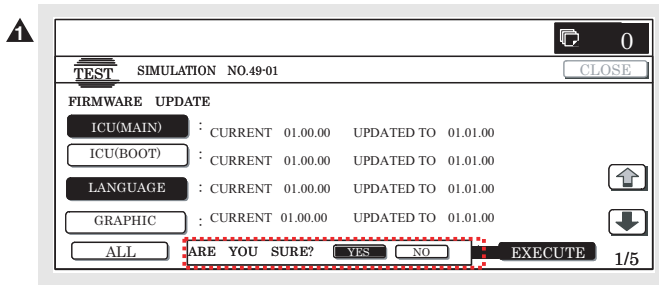 1
0
TEST SIMULATION NO.49-01 CLOSE
FIRMWARE UPDATE
ICU(MAIN) : CURRENT 01.00.00 UPDATED TO 01.01.00
ICU(BOOT) : CURRENT 01.00.00 UPDATED TO 01.01.00
LANGUAGE : CURRENT 01.00.00 UPDATED TO 01.01.00
GRAPHIC : CURRENT 01.00.00 UPDATED TO 01.01.00
ALL ARE YOU SURE? YES NO EXECUTE 1/5